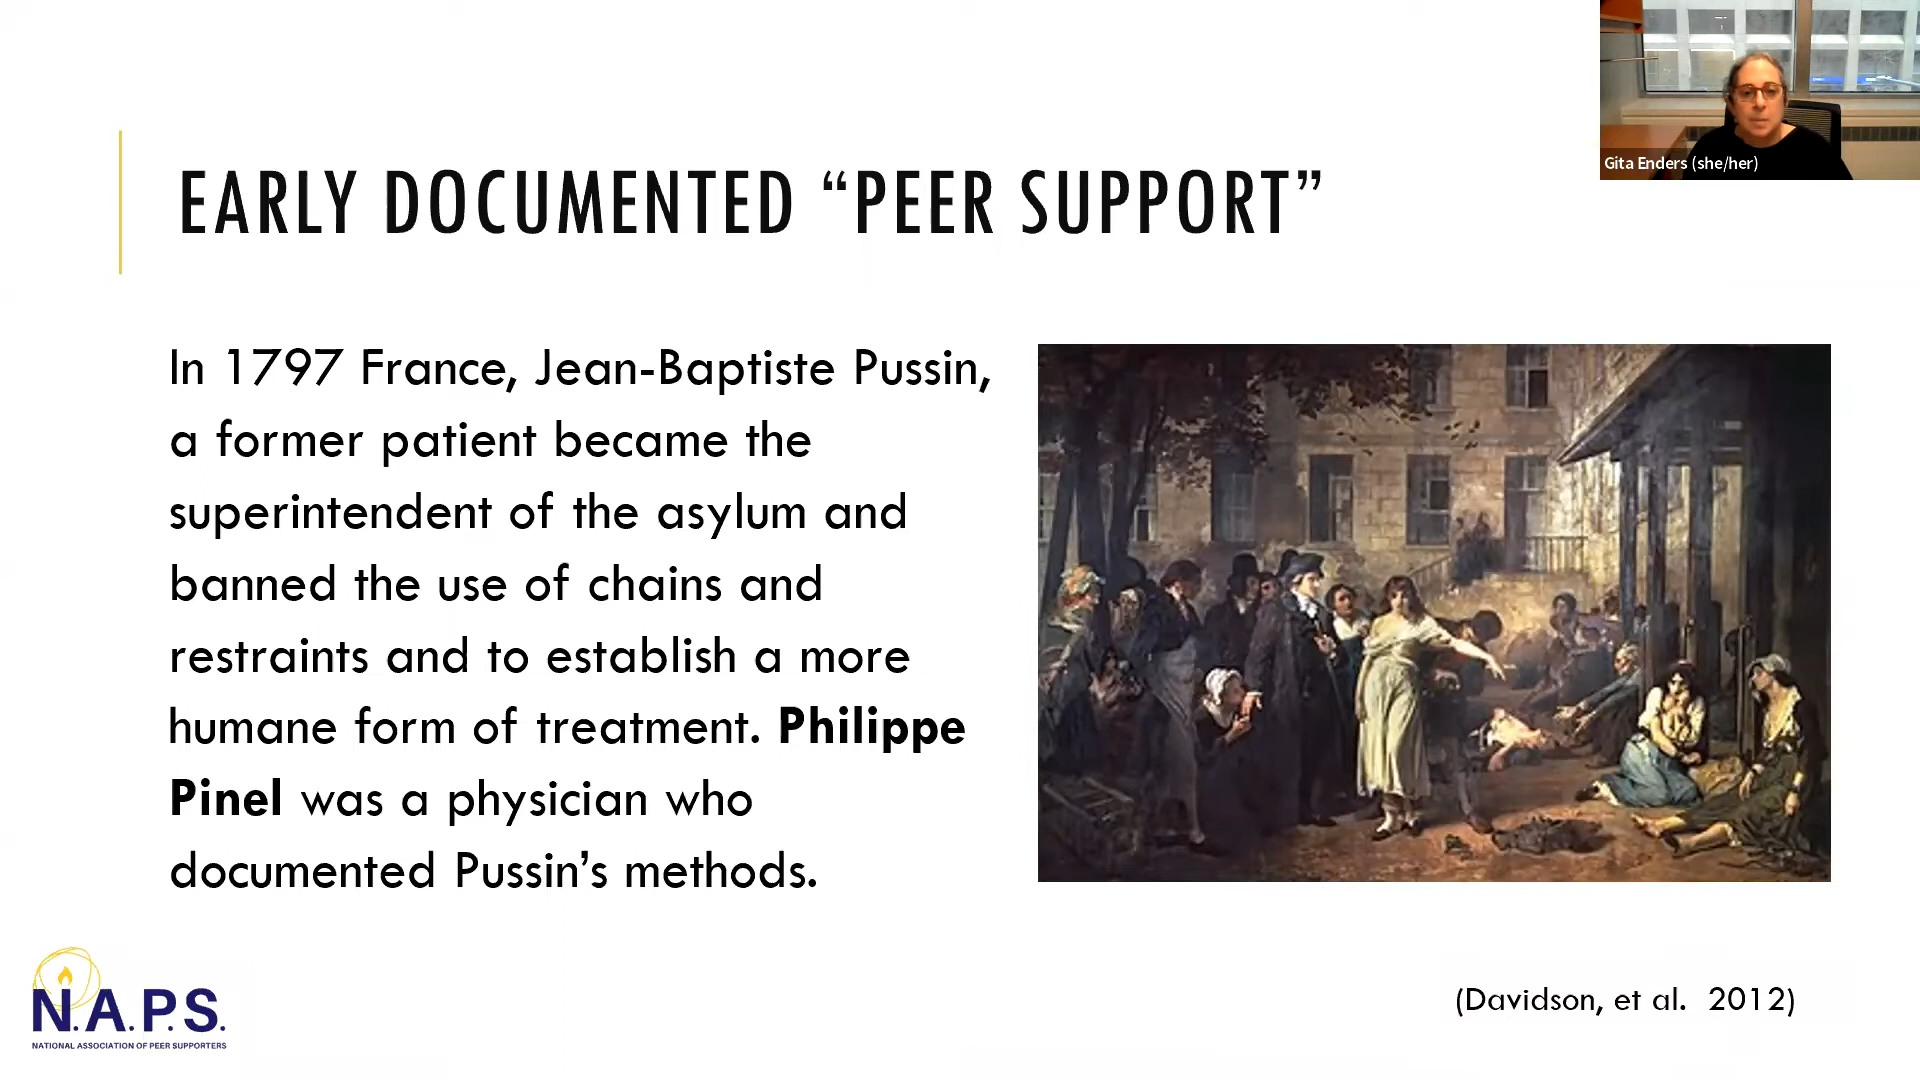 Gita Enders (she/her)
EARLY DOCUMENTED “PEER SUPPORT”
In 1797 France, Jean-Baptiste Pussin,
a former patient became the
superintendent of the asylum and
banned the use of chains and
restraints and to establish a more
humane form of treatment. Philippe
Pinel was a physician who
documented Pussin’s methods.
N.A.P.S.
NATIONAL ASSOCIATION OF PEER SUPPORTERS
(Davidson, et al.  2012)